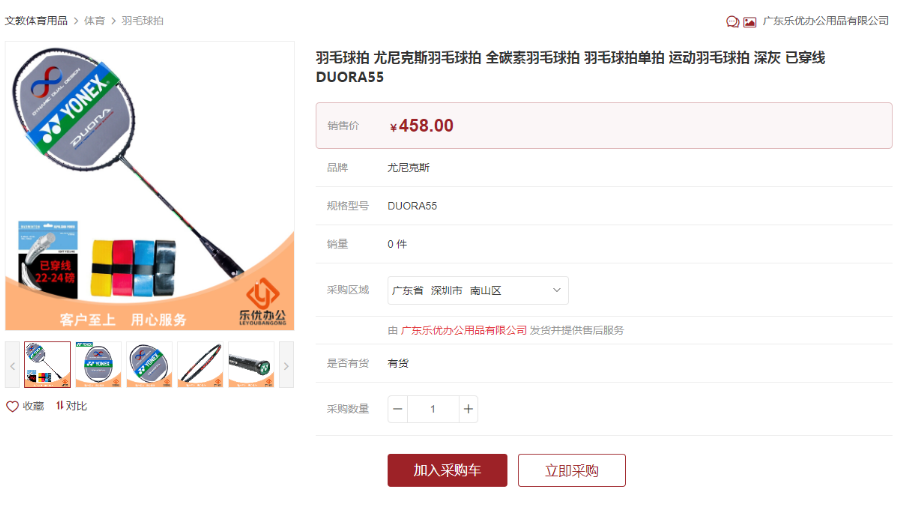 文教体育用品 > 体育 > 羽毛球拍
广东乐优办公用品有限公司
羽毛球拍 尤尼克斯羽毛球拍 全碳素羽毛球拍 羽毛球拍单拍 运动羽毛球拍 深灰 已穿线
DUORA55
销售价 ¥458.00
品牌 尤尼克斯
规格型号 DUORA55
销量 0 件
采购区域 广东省 深圳市 南山区
由 广东乐优办公用品有限公司 发货并提供售后服务
是否有货 有货
采购数量 1
加入采购车 立即采购
YONEX
DUORA
已穿线
22-24磅
乐优办公
LEYOUBANGONG
客户至上 用心服务
收藏 对比